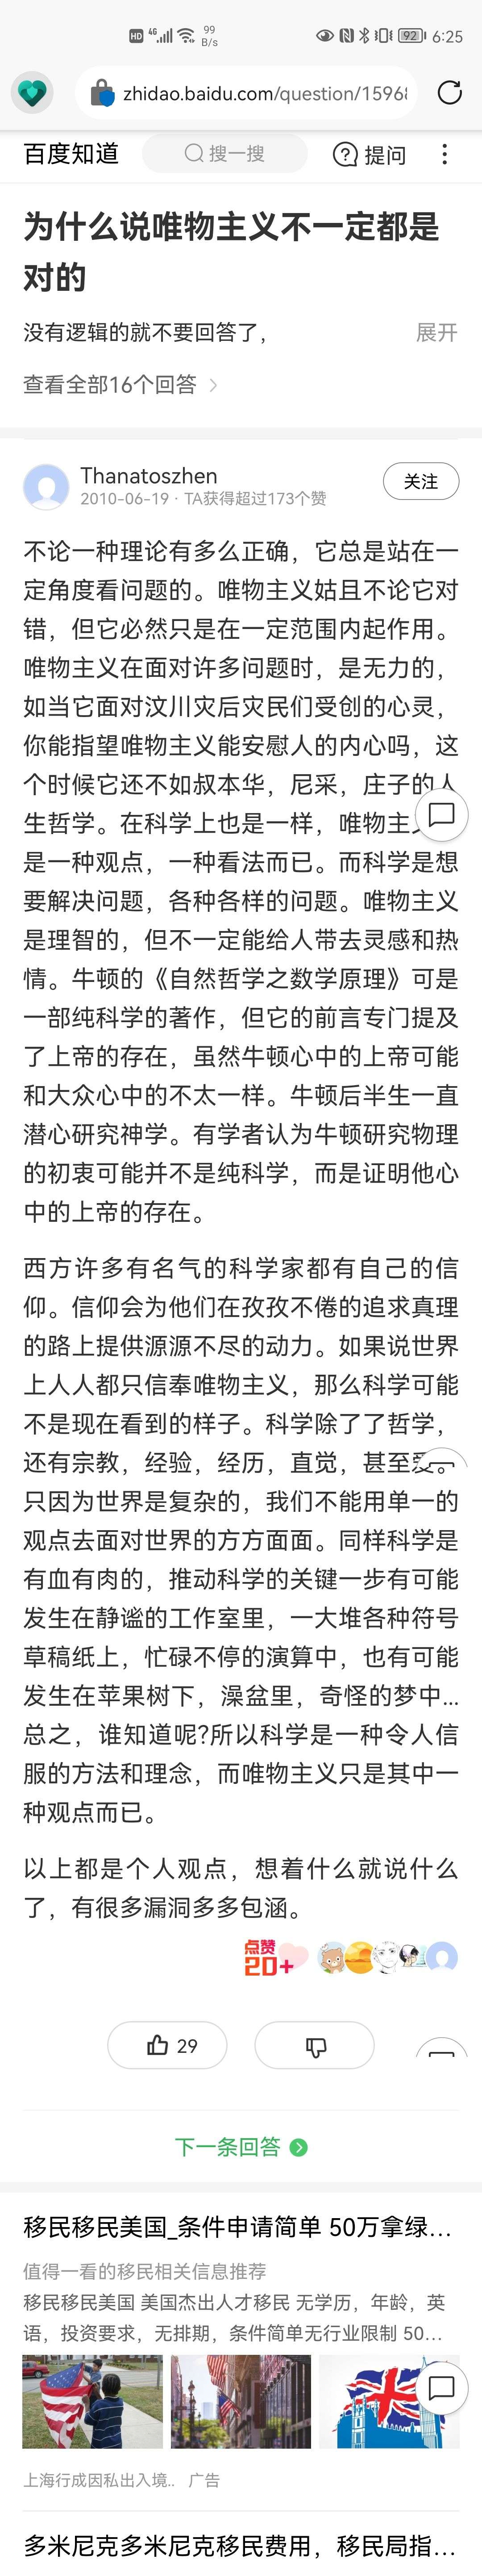 HD 4G 99 B/s 92 6:25
zhidao.baidu.com/question/1596
百度知道 搜一搜 提问
为什么说唯物主义不一定都是
对的
没有逻辑的就不要回答了， 展开
查看全部16个回答
Thanatoszhen 关注
2010-06-19 · TA获得超过173个赞
不论一种理论有多么正确，它总是站在一
定角度看问题的。唯物主义姑且不论它对
错，但它必然只是在一定范围内起作用。
唯物主义在面对许多问题时，是无力的，
如当它面对汶川灾后灾民们受创的心灵，
你能指望唯物主义能安慰人的内心吗，这
个时候它还不如叔本华，尼采，庄子的人
生哲学。在科学上也是一样，唯物主
是一种观点，一种看法而已。而科学是想
要解决问题，各种各样的问题。唯物主义
是理智的，但不一定能给人带去灵感和热
情。牛顿的《自然哲学之数学原理》可是
一部纯科学的著作，但它的前言专门提及
了上帝的存在，虽然牛顿心中的上帝可能
和大众心中的不太一样。牛顿后半生一直
潜心研究神学。有学者认为牛顿研究物理
的初衷可能并不是纯科学，而是证明他心
中的上帝的存在。
西方许多有名气的科学家都有自己的信
仰。信仰会为他们在孜孜不倦的追求真理
的路上提供源源不尽的动力。如果说世界
上人人都只信奉唯物主义，那么科学可能
不是现在看到的样子。科学除了了哲学，
还有宗教，经验，经历，直觉，甚至爱。
只因为世界是复杂的，我们不能用单一的
观点去面对世界的方方面面。同样科学是
有血有肉的，推动科学的关键一步有可能
发生在静谧的工作室里，一大堆各种符号
草稿纸上，忙碌不停的演算中，也有可能
发生在苹果树下，澡盆里，奇怪的梦中...
总之，谁知道呢?所以科学是一种令人信
服的方法和理念，而唯物主义只是其中一
种观点而已。
以上都是个人观点，想着什么就说什么
了，有很多漏洞多多包涵。
点赞
20+
29
下一条回答
移民移民美国_条件申请简单 50万拿绿...
值得一看的移民相关信息推荐
移民移民美国 美国杰出人才移民 无学历，年龄，英
语，投资要求，无排期，条件简单无行业限制 50...
上海行成因私出入境.. 广告
多米尼克多米尼克移民费用，移民局指...